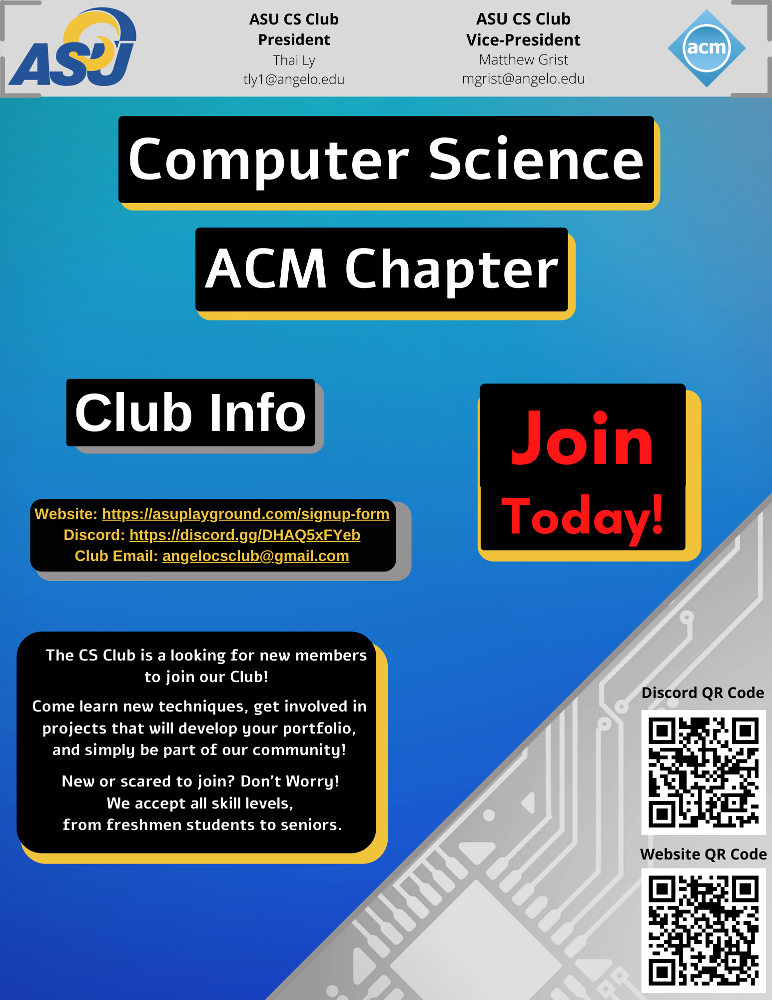 ASU
ASU CS Club
President
Thai Ly
tly1@angelo.edu
ASU CS Club
Vice-President
Matthew Grist
mgrist@angelo.edu
acm
Computer Science
ACM Chapter
Club Info
Join
Today!
Website: https://asuplayground.com/signup-form
Discord: https://discord.gg/DHAQ5xFYeb
Club Email: angelocsclub@gmail.com
The CS Club is a looking for new members
to join our Club!
Come learn new techniques, get involved in
projects that will develop your portfolio,
and simply be part of our community!
New or scared to join? Don't Worry!
We accept all skill levels,
from freshmen students to seniors.
Discord QR Code
Website QR Code